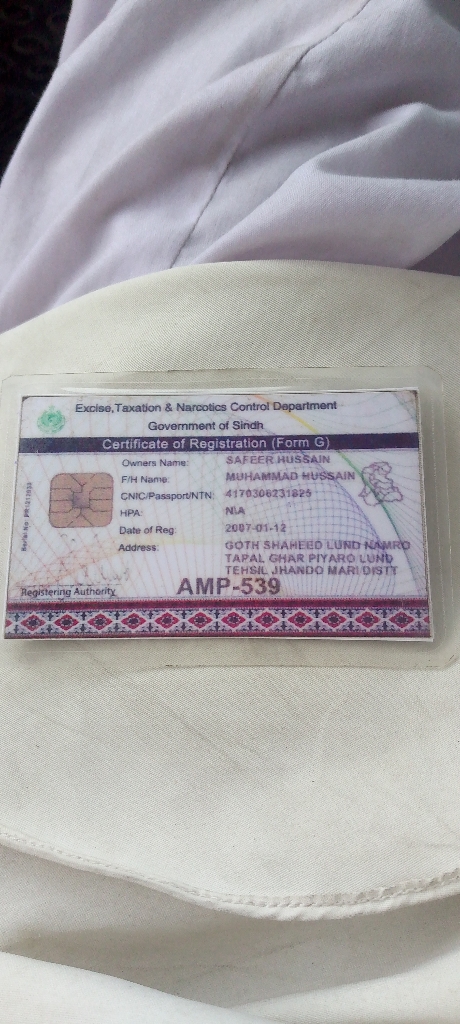 Excise,Taxation & Narcotics Control Department
Government of Sindh
Certificate of Registration (Form G)
Owners Name: SAFEER HUSSAIN
F/H Name: MUHAMMAD HUSSAIN
CNIC/Passport/NTN: 4170306231825
HPA: N\A
Date of Reg: 2007-01-12
Address: GOTH SHAHEED LUND NAMRO
TAPAL GHAR PIYARO LUND
TEHSIL JHANDO MARI DISTT
AMP-539
Registering Authority
Serial No: